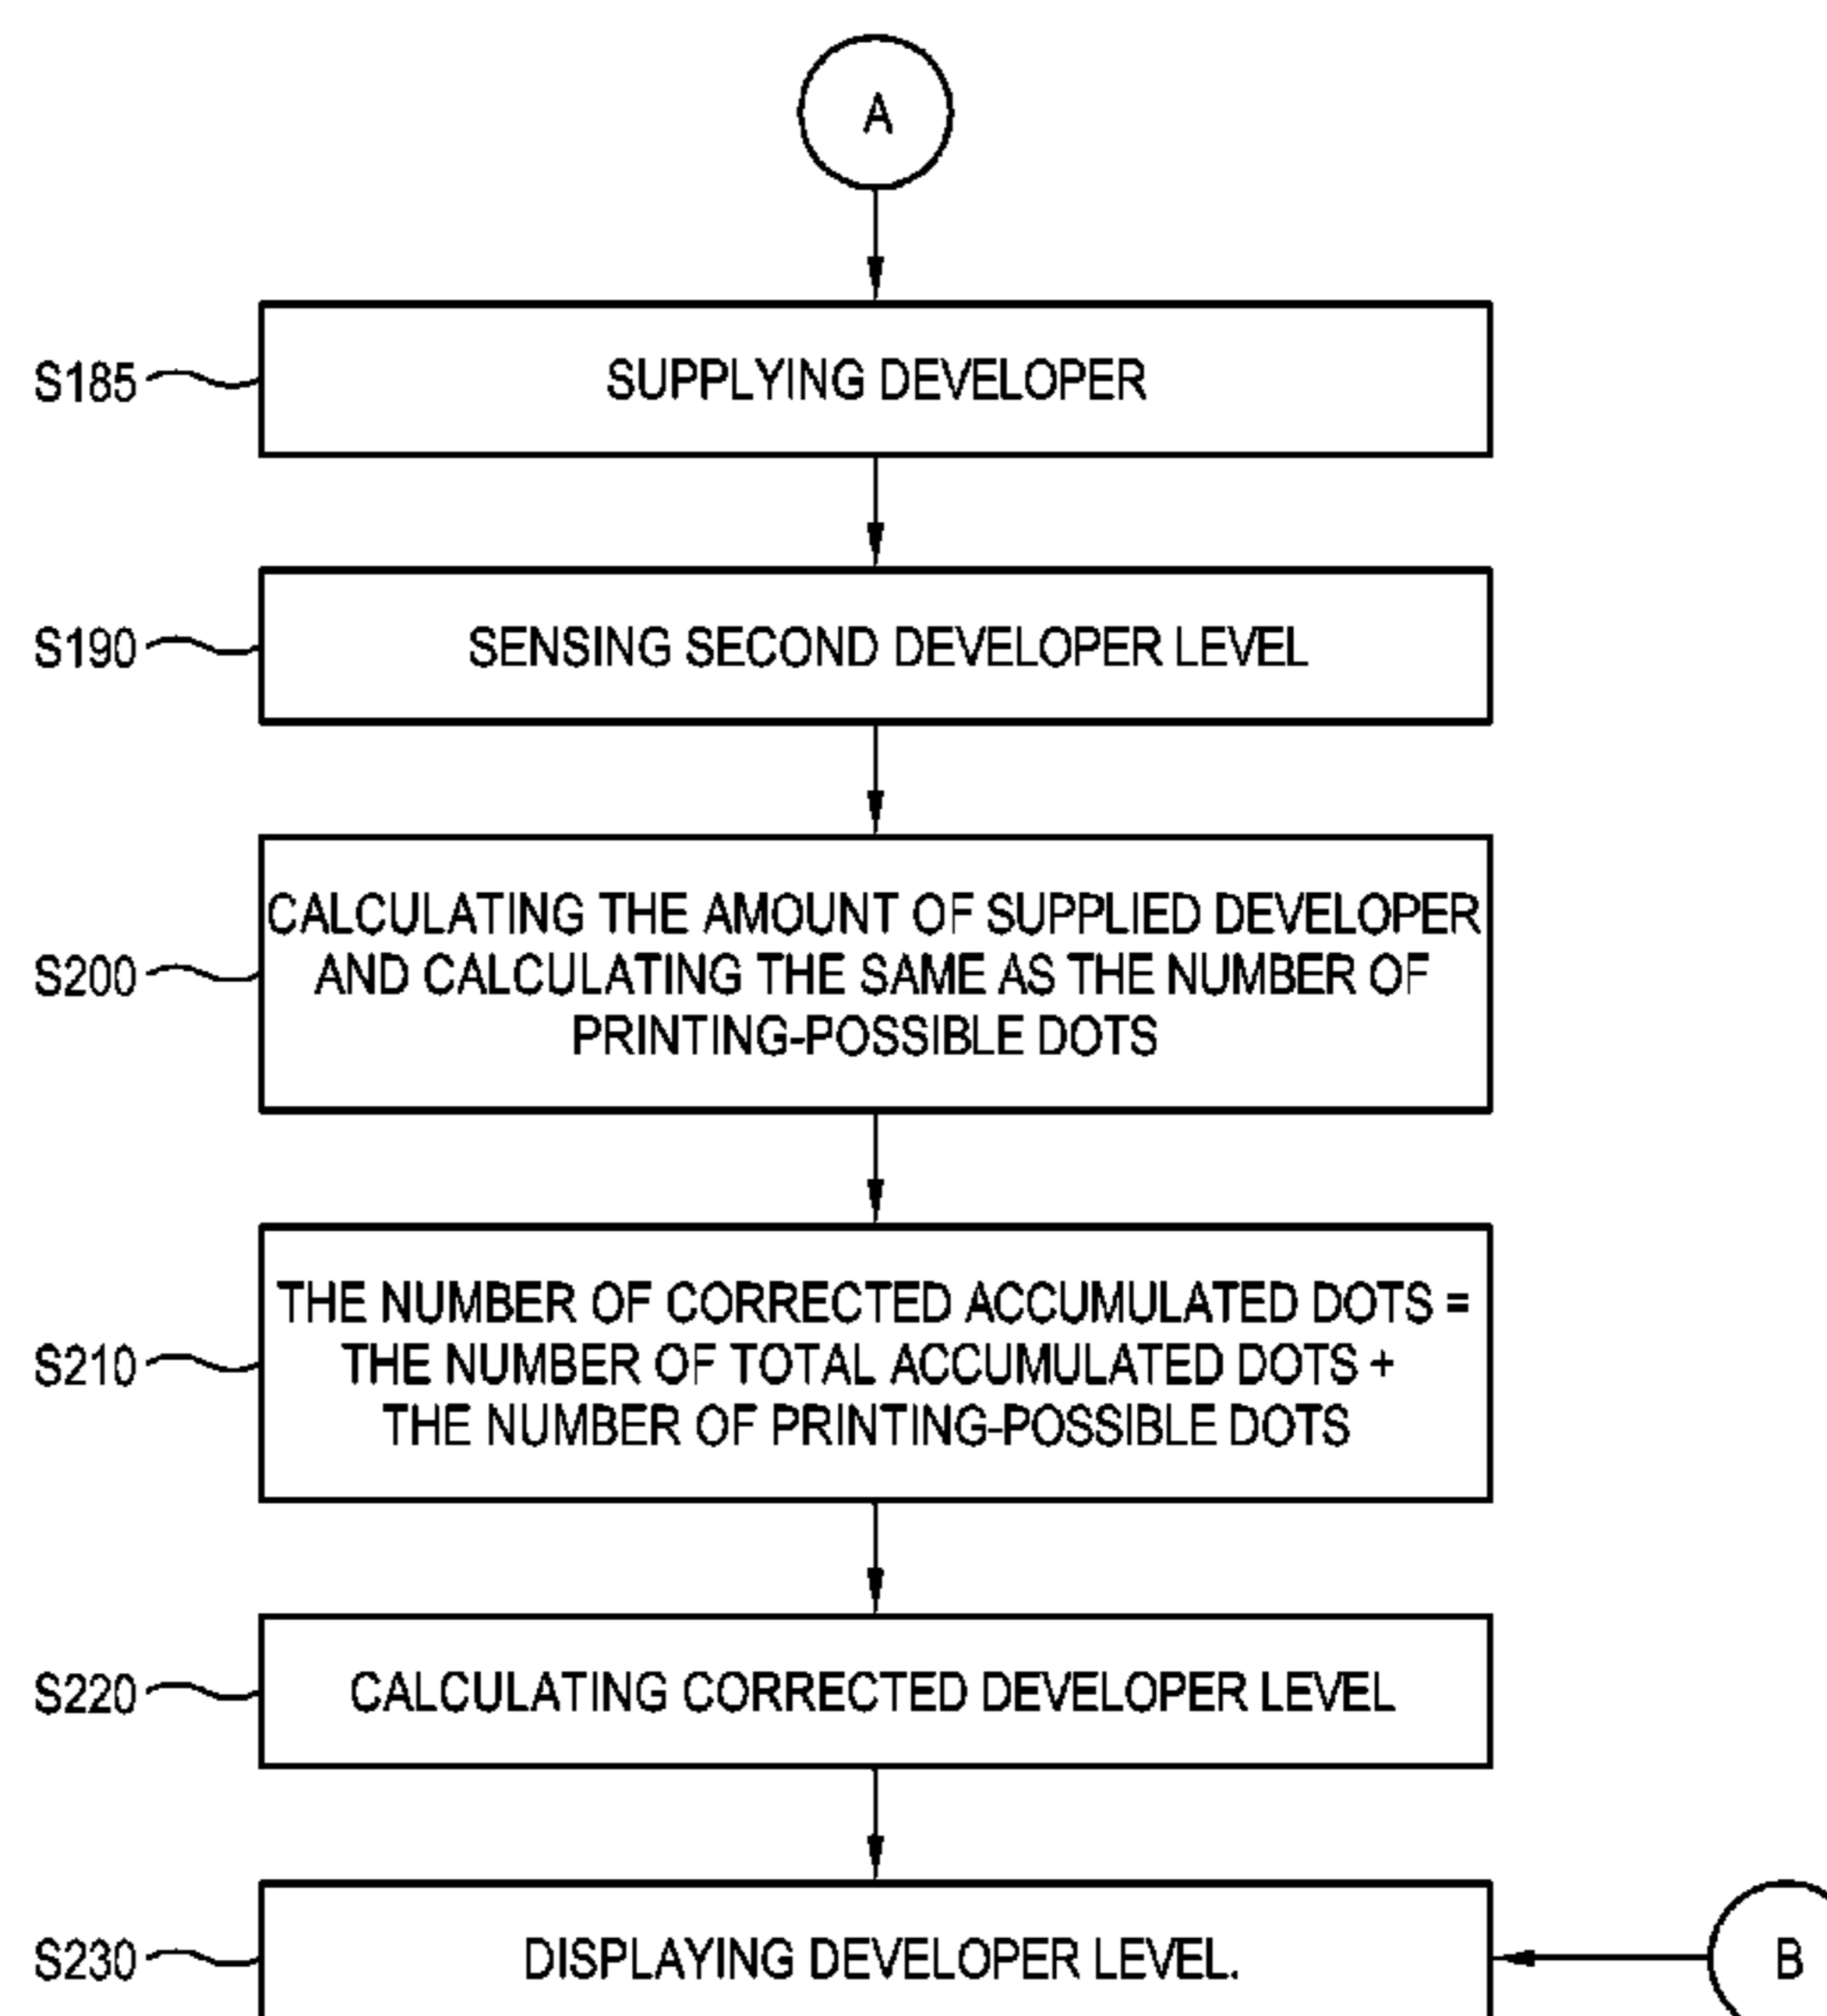 A
S185
SUPPLYING DEVELOPER
S190
SENSING SECOND DEVELOPER LEVEL
S200
CALCULATING THE AMOUNT OF SUPPLIED DEVELOPER
AND CALCULATING THE SAME AS THE NUMBER OF
PRINTING-POSSIBLE DOTS
S210
THE NUMBER OF CORRECTED ACCUMULATED DOTS =
THE NUMBER OF TOTAL ACCUMULATED DOTS +
THE NUMBER OF PRINTING-POSSIBLE DOTS
S220
CALCULATING CORRECTED DEVELOPER LEVEL
S230
DISPLAYING DEVELOPER LEVEL.
B